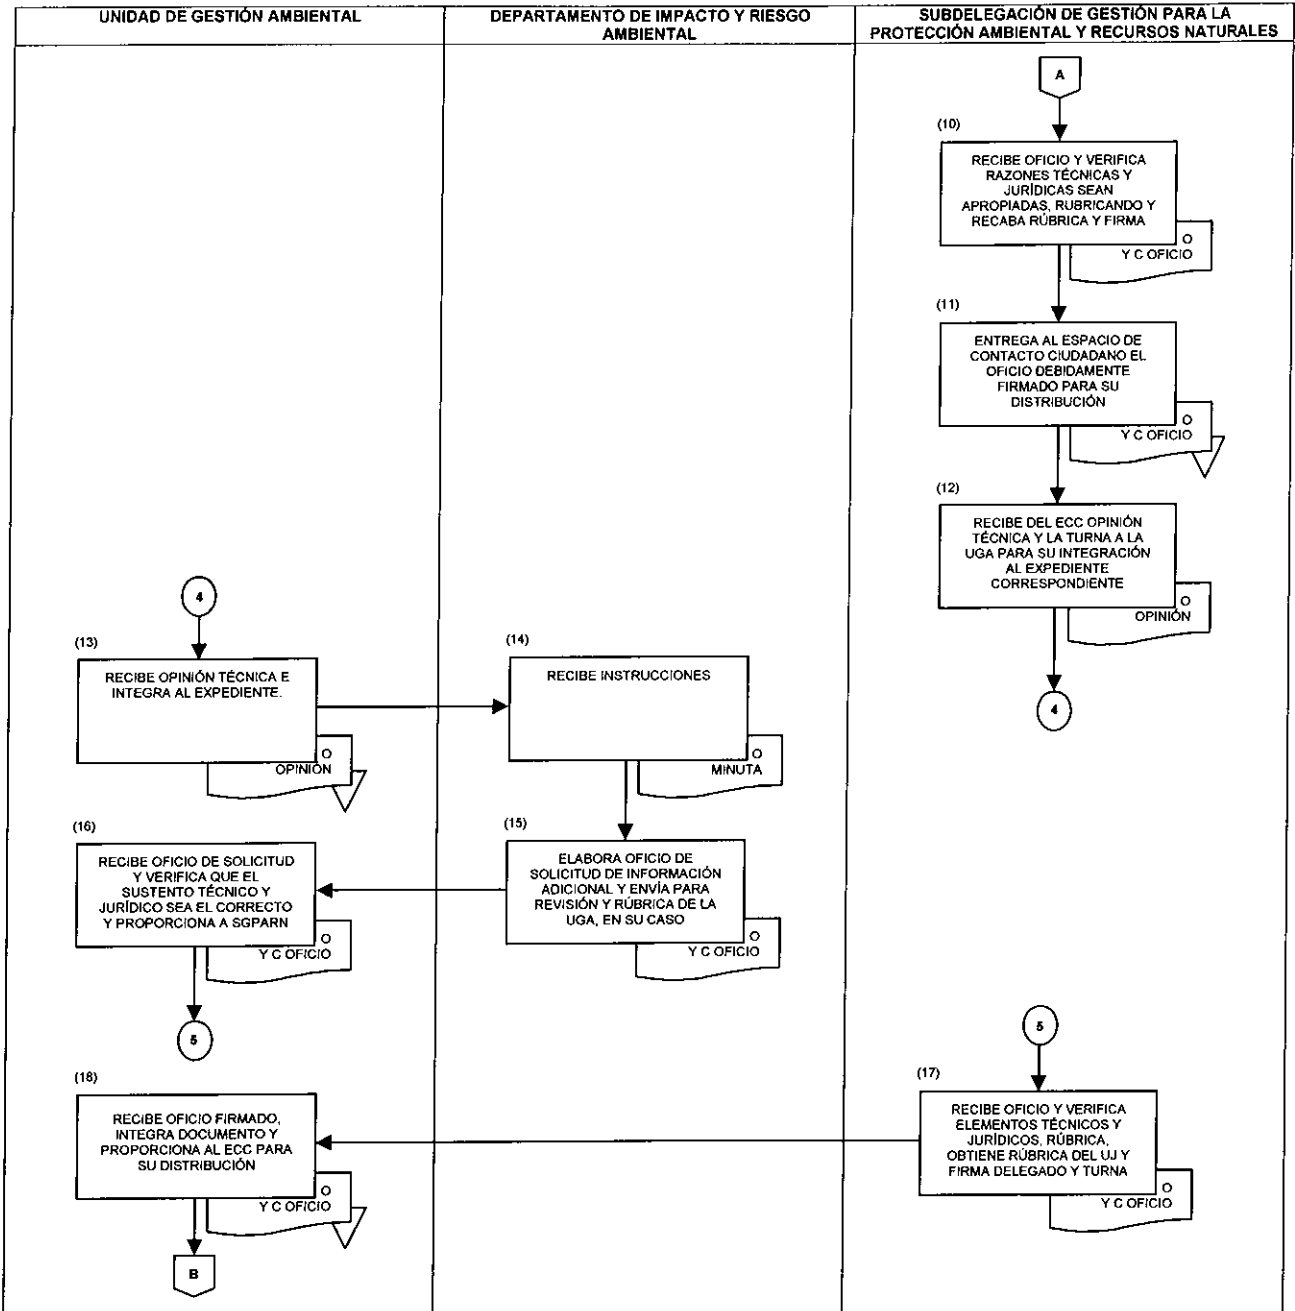 UNIDAD DE GESTIÓN AMBIENTAL
DEPARTAMENTO DE IMPACTO Y RIESGO
AMBIENTAL
SUBDELEGACIÓN DE GESTIÓN PARA LA
PROTECCIÓN AMBIENTAL Y RECURSOS NATURALES
A
(10)
RECIBE OFICIO Y VERIFICA
RAZONES TÉCNICAS Y
JURÍDICAS SEAN
APROPIADAS, RUBRICANDO Y
RECABA RÚBRICA Y FIRMA
O
Y C OFICIO
(11)
ENTREGA AL ESPACIO DE
CONTACTO CIUDADANO EL
OFICIO DEBIDAMENTE
FIRMADO PARA SU
DISTRIBUCIÓN
O
Y C OFICIO
(12)
RECIBE DEL ECC OPINIÓN
TÉCNICA Y LA TURNA A LA
UGA PARA SU INTEGRACIÓN
AL EXPEDIENTE
CORRESPONDIENTE
O
OPINIÓN
4
4
(13)
RECIBE OPINIÓN TÉCNICA E
INTEGRA AL EXPEDIENTE.
O
OPINIÓN
(14)
RECIBE INSTRUCCIONES
O
MINUTA
(15)
ELABORA OFICIO DE
SOLICITUD DE INFORMACIÓN
ADICIONAL Y ENVÍA PARA
REVISIÓN Y RÚBRICA DE LA
UGA, EN SU CASO
O
Y C OFICIO
(16)
RECIBE OFICIO DE SOLICITUD
Y VERIFICA QUE EL
SUSTENTO TÉCNICO Y
JURÍDICO SEA EL CORRECTO
Y PROPORCIONA A SGPARN
O
Y C OFICIO
5
5
(17)
RECIBE OFICIO Y VERIFICA
ELEMENTOS TÉCNICOS Y
JURÍDICOS, RÚBRICA,
OBTIENE RÚBRICA DEL UJ Y
FIRMA DELEGADO Y TURNA
O
Y C OFICIO
(18)
RECIBE OFICIO FIRMADO,
INTEGRA DOCUMENTO Y
PROPORCIONA AL ECC PARA
SU DISTRIBUCIÓN
O
Y C OFICIO
B